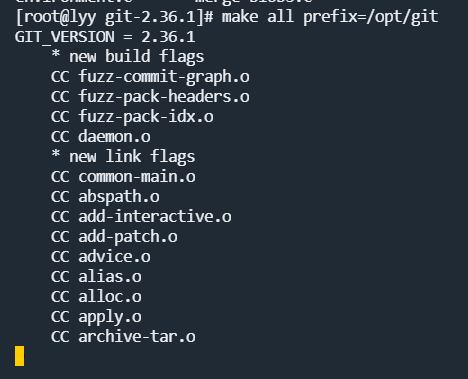 [root@lyy git-2.36.1]# make all prefix=/opt/git
GIT_VERSION = 2.36.1
    * new build flags
    CC fuzz-commit-graph.o
    CC fuzz-pack-headers.o
    CC fuzz-pack-idx.o
    CC daemon.o
    * new link flags
    CC common-main.o
    CC abspath.o
    CC add-interactive.o
    CC add-patch.o
    CC advice.o
    CC alias.o
    CC alloc.o
    CC apply.o
    CC archive-tar.o